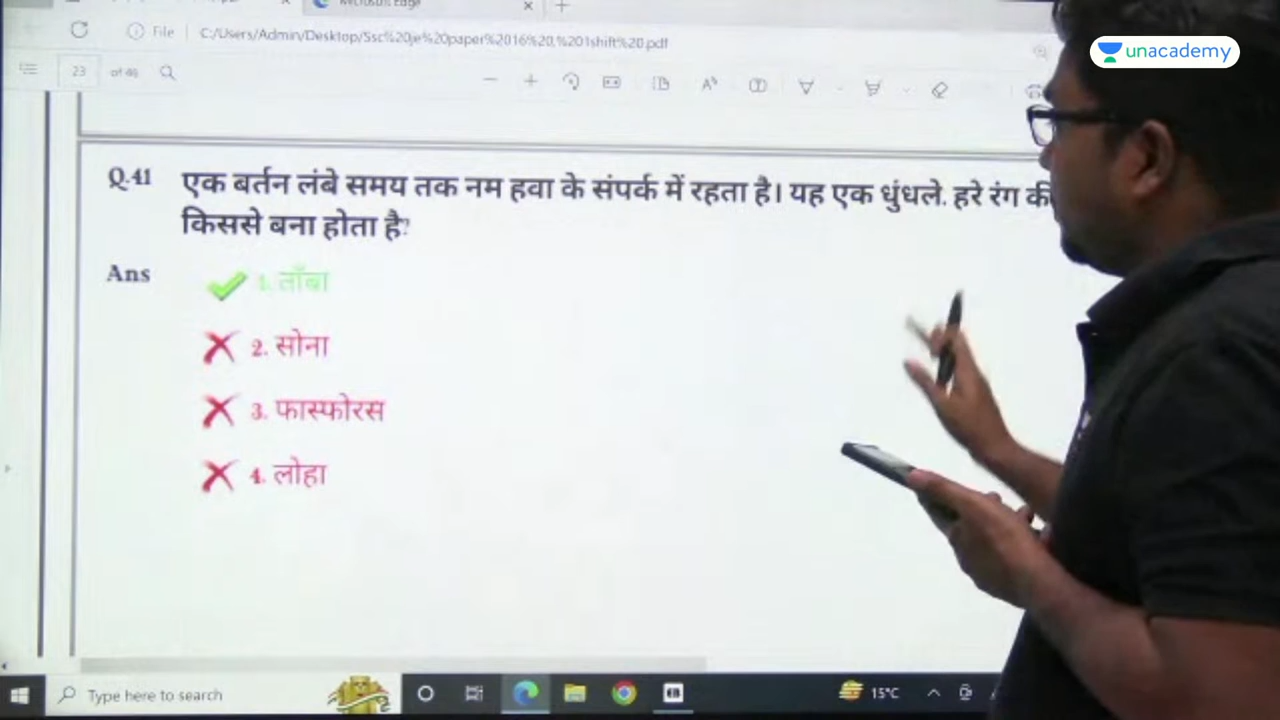 File
C:/Users/Admin/Desktop/Ssc%20je%20paper%2016%20,%201shift%20.pdf
unacademy
23 of 46
Q.41 एक बर्तन लंबे समय तक नम हवा के संपर्क में रहता है। यह एक धुंधले. हरे रंग की
किससे बना होता है?
Ans
1. ताँबा
2. सोना
3. फास्फोरस
4. लोहा
Type here to search
15°C